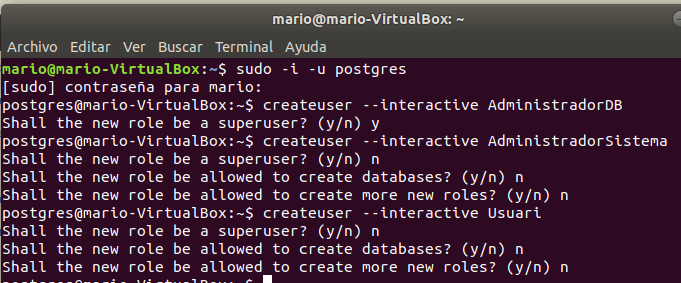 mario@mario-VirtualBox: ~
Archivo Editar Ver Buscar Terminal Ayuda
mario@mario-VirtualBox:~$ sudo -i -u postgres
[sudo] contraseña para mario:
postgres@mario-VirtualBox:~$ createuser --interactive AdministradorDB
Shall the new role be a superuser? (y/n) y
postgres@mario-VirtualBox:~$ createuser --interactive AdministradorSistema
Shall the new role be a superuser? (y/n) n
Shall the new role be allowed to create databases? (y/n) n
Shall the new role be allowed to create more new roles? (y/n) n
postgres@mario-VirtualBox:~$ createuser --interactive Usuari
Shall the new role be a superuser? (y/n) n
Shall the new role be allowed to create databases? (y/n) n
Shall the new role be allowed to create more new roles? (y/n) n
postgres@mario-VirtualBox:~$